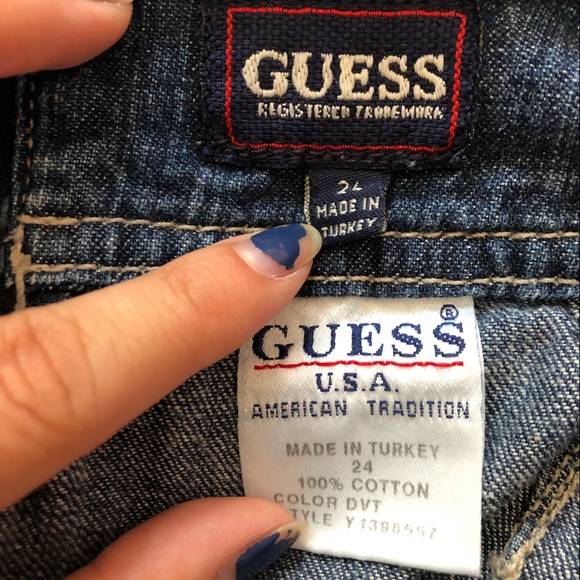 GUESS
REGISTERED TRADEMARK
24
MADE IN
TURKEY
GUESS®
U.S.A.
AMERICAN TRADITION
MADE IN TURKEY
24
100% COTTON
COLOR DVT